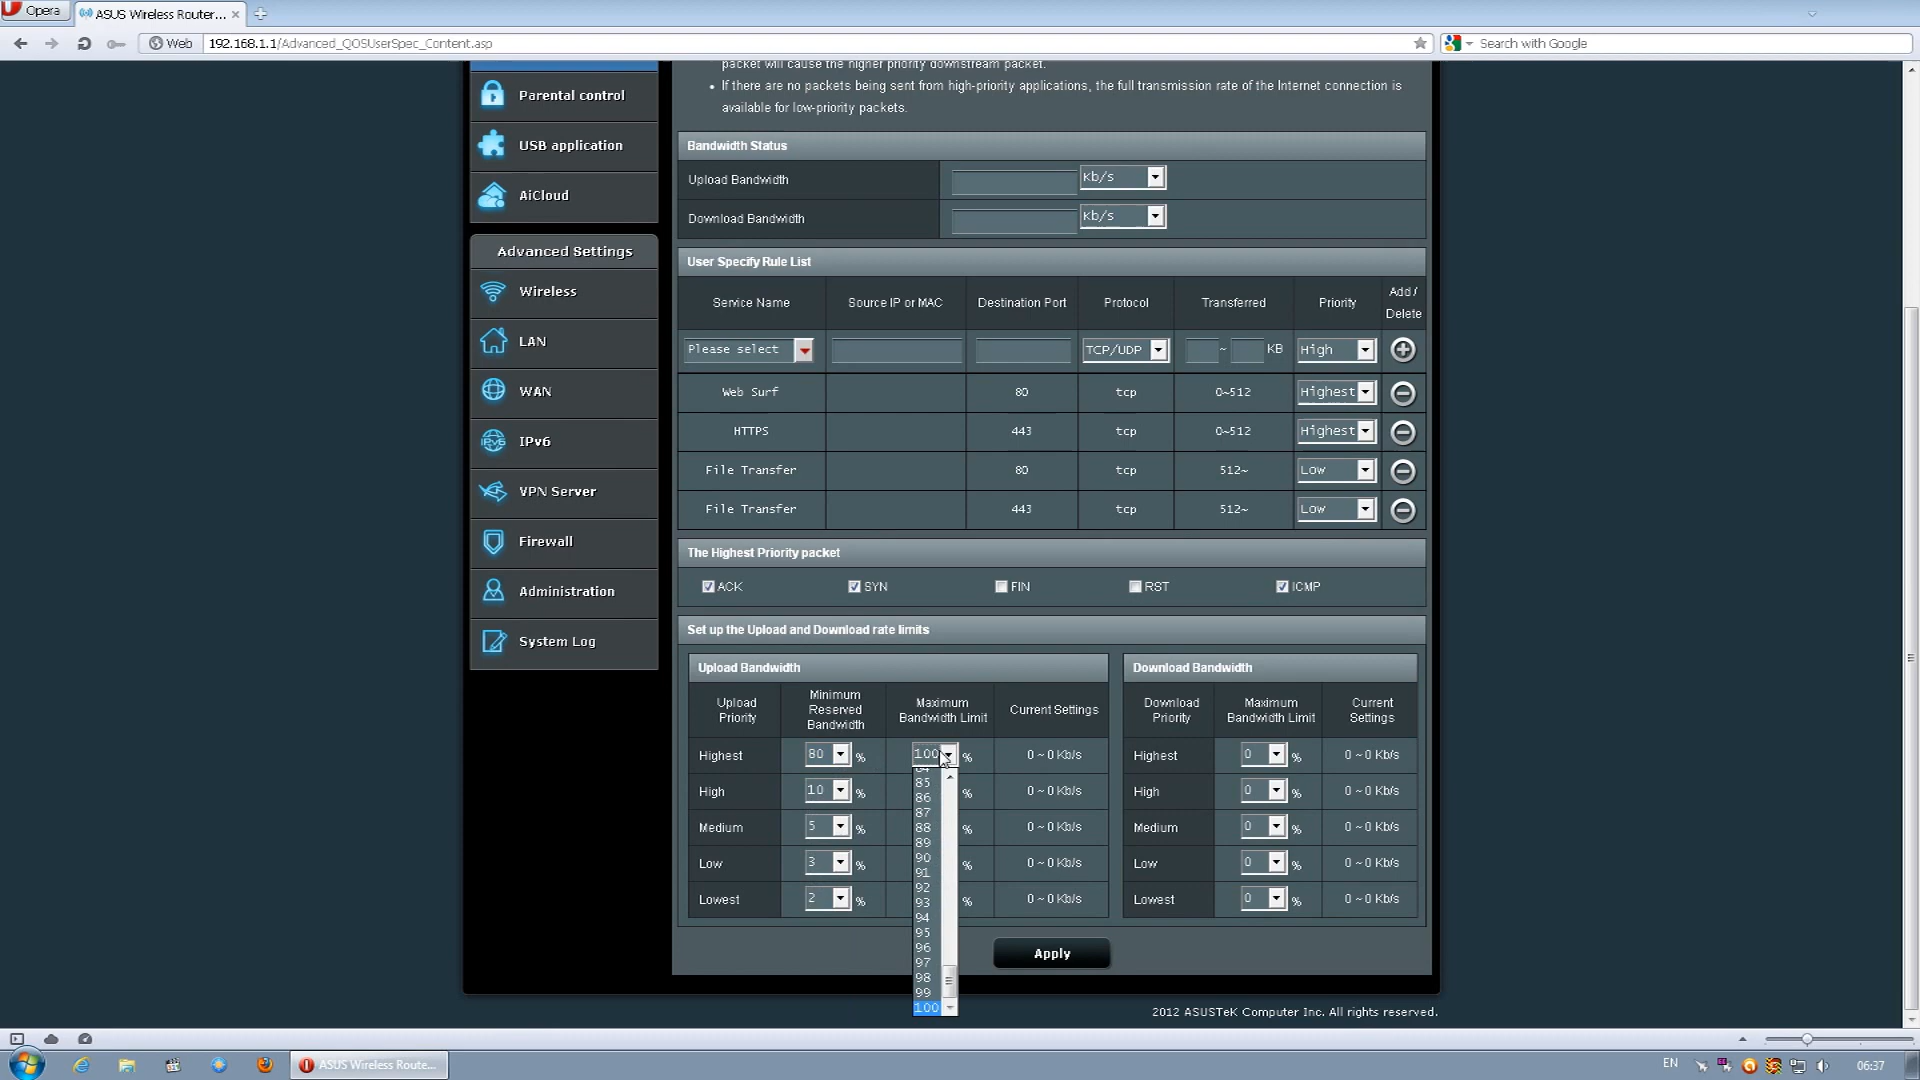 Opera
ASUS Wireless Router...
Web
192.168.1.1/Advanced_QOSUserSpec_Content.asp
Search with Google
packet will cause the higher priority downstream packet.
If there are no packets being sent from high-priority applications, the full transmission rate of the Internet connection is
available for low-priority packets.
Parental control
USB application
AiCloud
Advanced Settings
Wireless
LAN
WAN
IPv6
VPN Server
Firewall
Administration
System Log
Bandwidth Status
Upload Bandwidth Kb/s
Download Bandwidth Kb/s
User Specify Rule List
Service Name Source IP or MAC Destination Port Protocol Transferred Priority Add / Delete
Please select TCP/UDP ~ KB High
Web Surf 80 tcp 0~512 Highest
HTTPS 443 tcp 0~512 Highest
File Transfer 80 tcp 512~ Low
File Transfer 443 tcp 512~ Low
The Highest Priority packet
ACK SYN FIN RST ICMP
Set up the Upload and Download rate limits
Upload Bandwidth
Upload Priority Minimum Reserved Bandwidth Maximum Bandwidth Limit Current Settings
Highest 80 % 100 % 0 ~ 0 Kb/s
High 10 % % 0 ~ 0 Kb/s
Medium 5 % % 0 ~ 0 Kb/s
Low 3 % % 0 ~ 0 Kb/s
Lowest 2 % % 0 ~ 0 Kb/s
85
86
87
88
89
90
91
92
93
94
95
96
97
98
99
100
Download Bandwidth
Download Priority Maximum Bandwidth Limit Current Settings
Highest 0 % 0 ~ 0 Kb/s
High 0 % 0 ~ 0 Kb/s
Medium 0 % 0 ~ 0 Kb/s
Low 0 % 0 ~ 0 Kb/s
Lowest 0 % 0 ~ 0 Kb/s
Apply
2012 ASUSTeK Computer Inc. All rights reserved.
ASUS Wireless Route...
EN
06:37